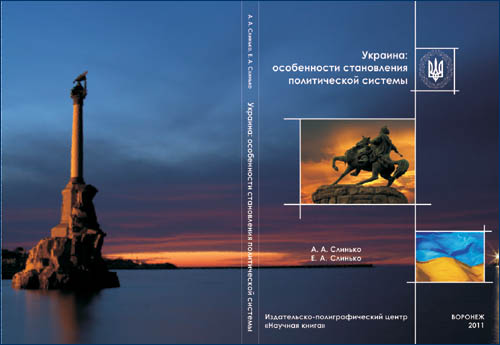 А. А. Слинько, Е. А. Слинько
Украина: особенности становления политической системы
Украина:
особенности становления
политической системы
А. А. Слинько
Е. А. Слинько
Издательско-полиграфический центр
«Научная книга»
ВОРОНЕЖ
2011